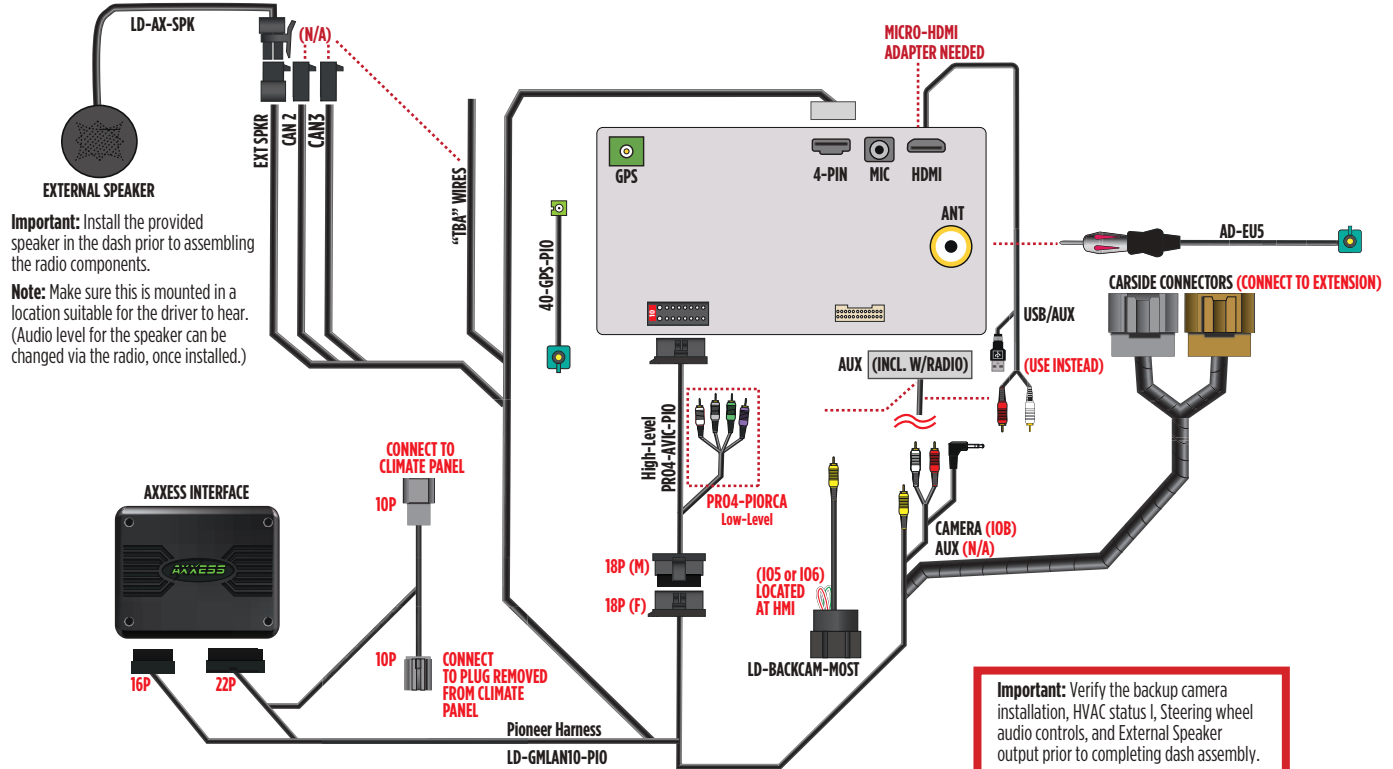 LD-AX-SPK
(N/A)
EXT SPKR
CAN 2
CAN3
"TBA" WIRES
EXTERNAL SPEAKER
Important: Install the provided
speaker in the dash prior to assembling
the radio components.
Note: Make sure this is mounted in a
location suitable for the driver to hear.
(Audio level for the speaker can be
changed via the radio, once installed.)
MICRO-HDMI
ADAPTER NEEDED
GPS
4-PIN
MIC
HDMI
ANT
10
40-GPS-PIO
AD-EU5
CARSIDE CONNECTORS (CONNECT TO EXTENSION)
USB/AUX
AUX
(INCL. W/RADIO)
(USE INSTEAD)
High-Level
PR04-AVIC-PIO
PR04-PIORCA
Low-Level
CAMERA (IOB)
AUX (N/A)
(IO5 or IO6)
LOCATED
AT HMI
LD-BACKCAM-MOST
18P (M)
18P (F)
CONNECT TO
CLIMATE PANEL
10P
AXXESS INTERFACE
AXXESS
10P
CONNECT
TO PLUG REMOVED
FROM CLIMATE
PANEL
16P
22P
Pioneer Harness
LD-GMLAN10-PIO
Important: Verify the backup camera
installation, HVAC status I, Steering wheel
audio controls, and External Speaker
output prior to completing dash assembly.